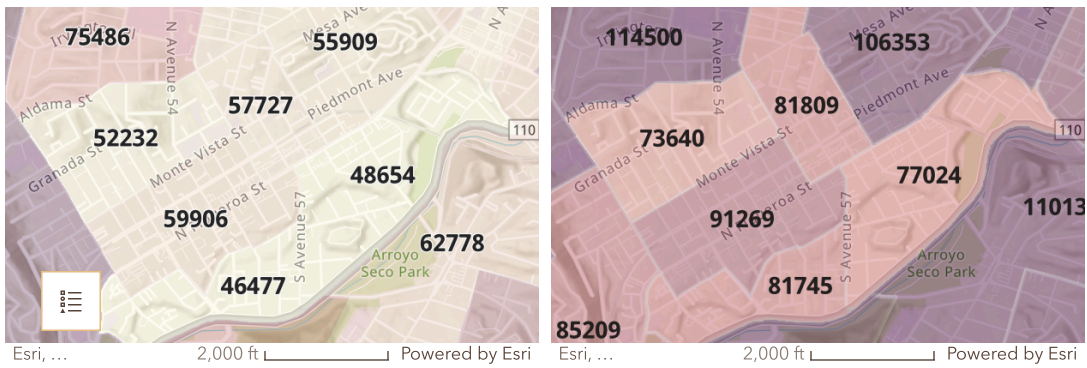 75486
N Avenue 54
Mesa Ave
55909
N A
Aldama St
57727
Piedmont Ave
110
52232
Granada St
Monte Vista St
48654
59906
S Avenue 57
62778
Arroyo
Seco Park
46477
Esri, ...
2,000 ft
Powered by Esri
114500
N Avenue 54
106353
N A
Aldama St
81809
Piedmont Ave
110
73640
Granada St
Monte Vista St
77024
91269
S Avenue 57
11013
Arroyo
Seco Park
81745
85209
Esri, ...
2,000 ft
Powered by Esri